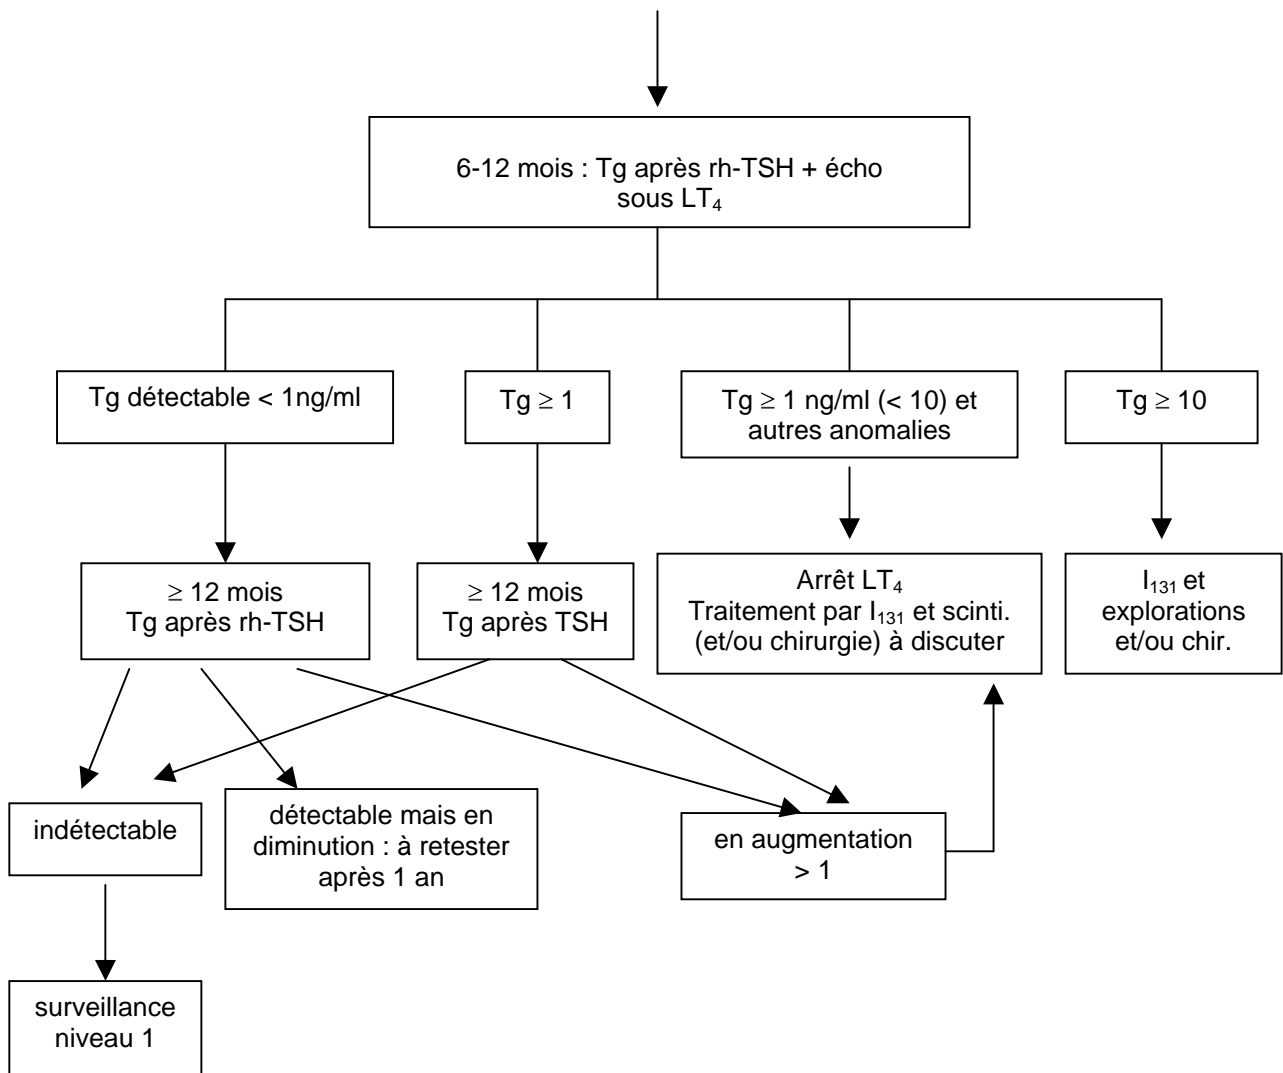 6-12 mois : Tg après rh-TSH + écho
sous LT₄
Tg détectable < 1ng/ml
Tg ≥ 1
Tg ≥ 1 ng/ml (< 10) et
autres anomalies
Tg ≥ 10
≥ 12 mois
Tg après rh-TSH
≥ 12 mois
Tg après TSH
Arrêt LT₄
Traitement par I₁₃₁ et scinti.
(et/ou chirurgie) à discuter
I₁₃₁ et
explorations
et/ou chir.
indétectable
détectable mais en
diminution : à retester
après 1 an
en augmentation
> 1
surveillance
niveau 1